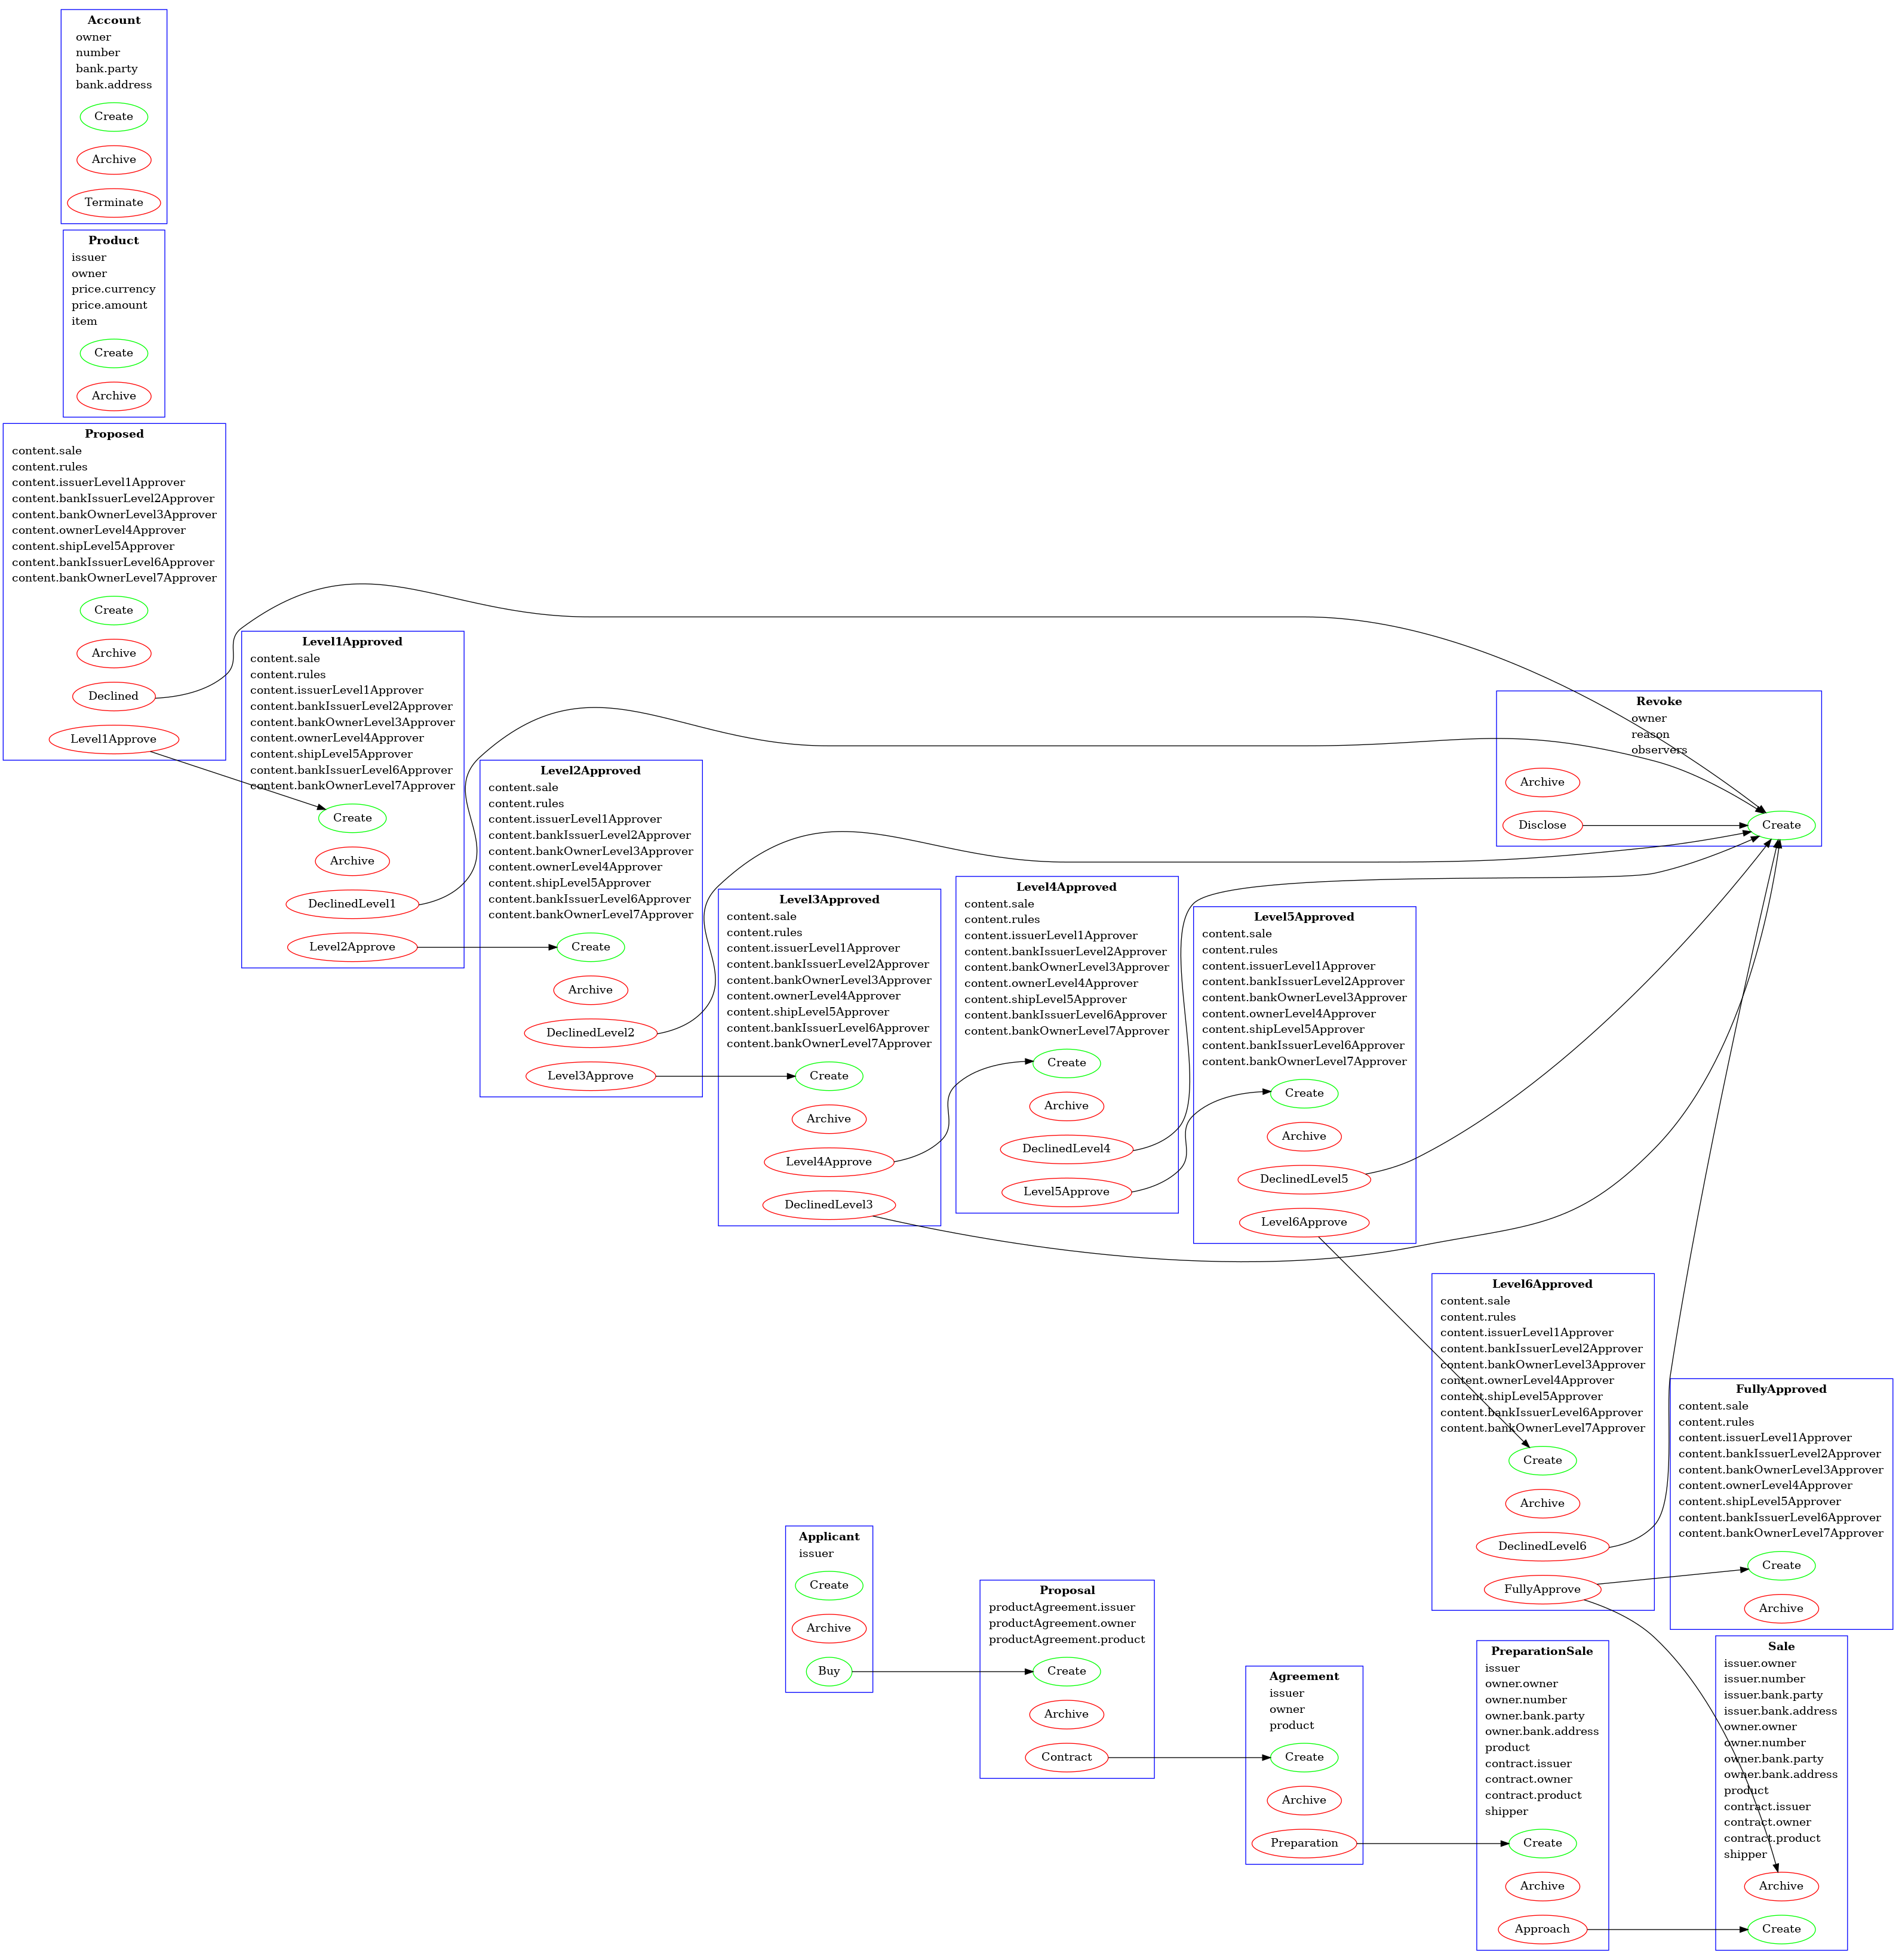 Account
owner
number
bank.party
bank.address
Create
Archive
Terminate
Product
issuer
owner
price.currency
price.amount
item
Create
Archive
Proposed
content.sale
content.rules
content.issuerLevel1Approver
content.bankIssuerLevel2Approver
content.bankOwnerLevel3Approver
content.ownerLevel4Approver
content.shipLevel5Approver
content.bankIssuerLevel6Approver
content.bankOwnerLevel7Approver
Create
Archive
Declined
Level1Approve
Level1Approved
content.sale
content.rules
content.issuerLevel1Approver
content.bankIssuerLevel2Approver
content.bankOwnerLevel3Approver
content.ownerLevel4Approver
content.shipLevel5Approver
content.bankIssuerLevel6Approver
content.bankOwnerLevel7Approver
Create
Archive
DeclinedLevel1
Level2Approve
Level2Approved
content.sale
content.rules
content.issuerLevel1Approver
content.bankIssuerLevel2Approver
content.bankOwnerLevel3Approver
content.ownerLevel4Approver
content.shipLevel5Approver
content.bankIssuerLevel6Approver
content.bankOwnerLevel7Approver
Create
Archive
DeclinedLevel2
Level3Approve
Level3Approved
content.sale
content.rules
content.issuerLevel1Approver
content.bankIssuerLevel2Approver
content.bankOwnerLevel3Approver
content.ownerLevel4Approver
content.shipLevel5Approver
content.bankIssuerLevel6Approver
content.bankOwnerLevel7Approver
Create
Archive
Level4Approve
DeclinedLevel3
Level4Approved
content.sale
content.rules
content.issuerLevel1Approver
content.bankIssuerLevel2Approver
content.bankOwnerLevel3Approver
content.ownerLevel4Approver
content.shipLevel5Approver
content.bankIssuerLevel6Approver
content.bankOwnerLevel7Approver
Create
Archive
DeclinedLevel4
Level5Approve
Level5Approved
content.sale
content.rules
content.issuerLevel1Approver
content.bankIssuerLevel2Approver
content.bankOwnerLevel3Approver
content.ownerLevel4Approver
content.shipLevel5Approver
content.bankIssuerLevel6Approver
content.bankOwnerLevel7Approver
Create
Archive
DeclinedLevel5
Level6Approve
Revoke
owner
reason
observers
Archive
Disclose
Create
Level6Approved
content.sale
content.rules
content.issuerLevel1Approver
content.bankIssuerLevel2Approver
content.bankOwnerLevel3Approver
content.ownerLevel4Approver
content.shipLevel5Approver
content.bankIssuerLevel6Approver
content.bankOwnerLevel7Approver
Create
Archive
DeclinedLevel6
FullyApprove
FullyApproved
content.sale
content.rules
content.issuerLevel1Approver
content.bankIssuerLevel2Approver
content.bankOwnerLevel3Approver
content.ownerLevel4Approver
content.shipLevel5Approver
content.bankIssuerLevel6Approver
content.bankOwnerLevel7Approver
Create
Archive
Applicant
issuer
Create
Archive
Buy
Proposal
productAgreement.issuer
productAgreement.owner
productAgreement.product
Create
Archive
Contract
Agreement
issuer
owner
product
Create
Archive
Preparation
PreparationSale
issuer
owner.owner
owner.number
owner.bank.party
owner.bank.address
product
contract.issuer
contract.owner
contract.product
shipper
Create
Archive
Approach
Sale
issuer.owner
issuer.number
issuer.bank.party
issuer.bank.address
owner.owner
owner.number
owner.bank.party
owner.bank.address
product
contract.issuer
contract.owner
contract.product
shipper
Archive
Create